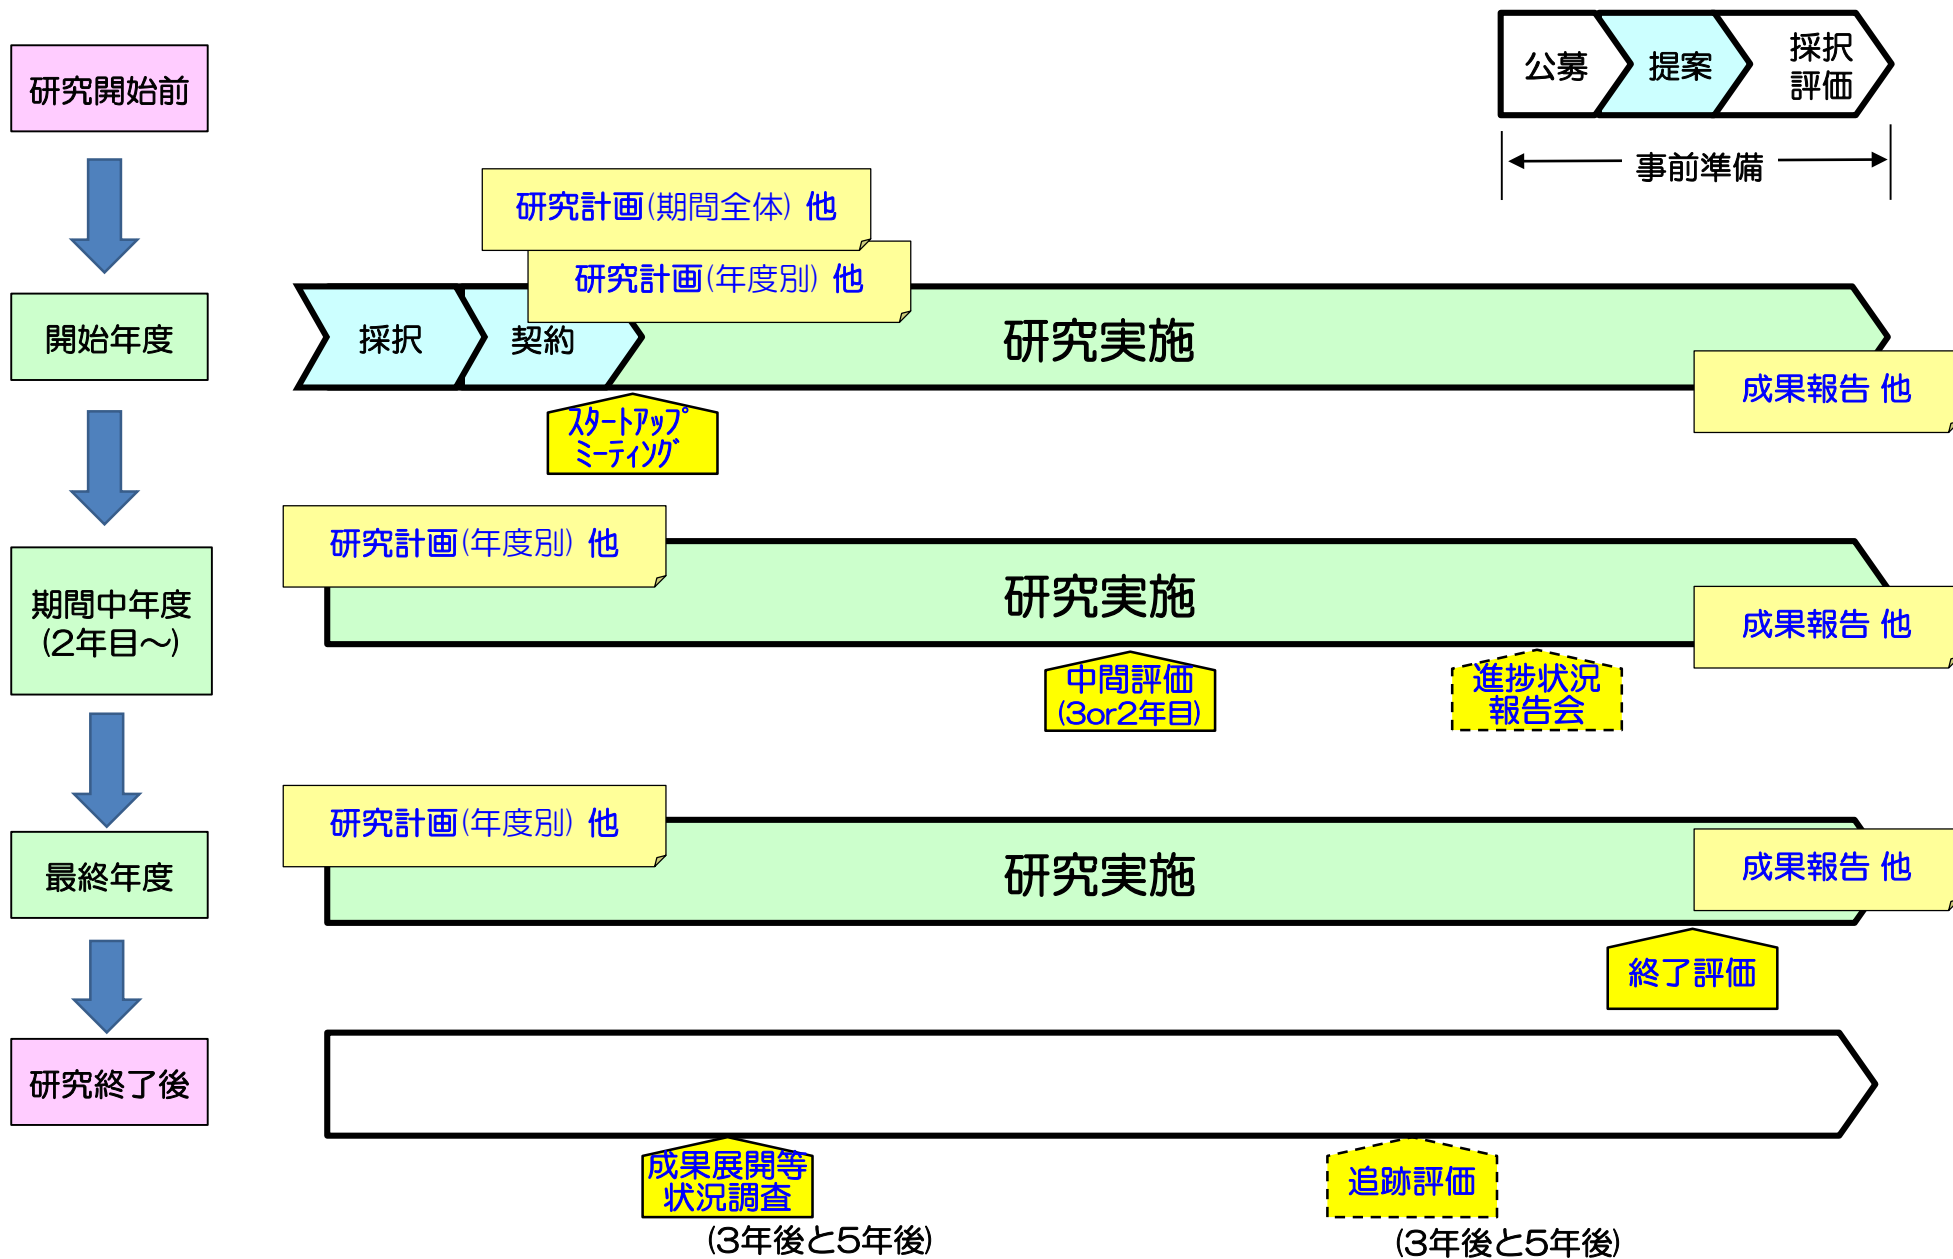 研究開始前
公募
提案
採択
評価
事前準備
研究計画(期間全体) 他
研究計画(年度別) 他
開始年度
採択
契約
研究実施
成果報告 他
ｽﾀｰﾄｱｯﾌﾟ
ﾐｰﾃｨﾝｸﾞ
研究計画(年度別) 他
期間中年度
(2年目～)
研究実施
成果報告 他
中間評価
(3or2年目)
進捗状況
報告会
研究計画(年度別) 他
最終年度
研究実施
成果報告 他
終了評価
研究終了後
成果展開等
状況調査
(3年後と5年後)
追跡評価
(3年後と5年後)